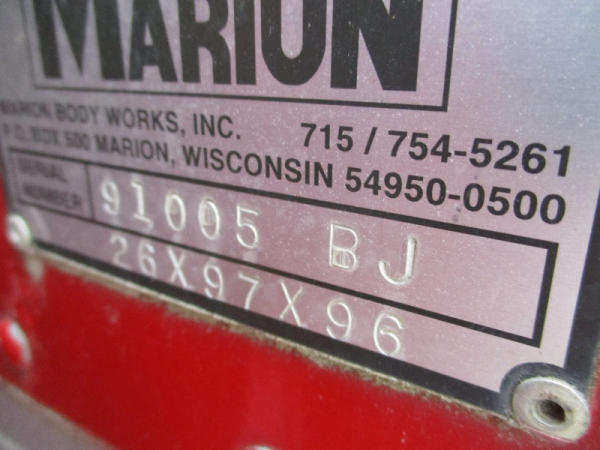 MARION
MARION BODY WORKS, INC. 715 / 754-5261
P.O. BOX 500 MARION, WISCONSIN 54950-0500
SERIAL
NUMBER
91005 BJ
26X97X96